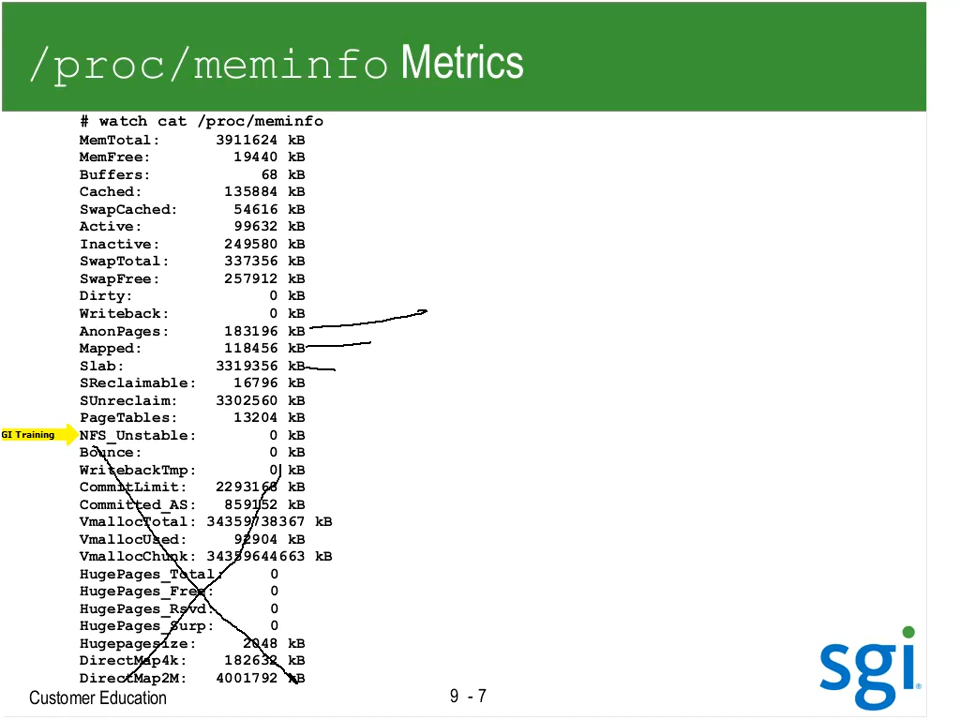 /proc/meminfo Metrics
# watch cat /proc/meminfo
MemTotal: 3911624 kB
MemFree: 19440 kB
Buffers: 68 kB
Cached: 135884 kB
SwapCached: 54616 kB
Active: 99632 kB
Inactive: 249580 kB
SwapTotal: 337356 kB
SwapFree: 257912 kB
Dirty: 0 kB
Writeback: 0 kB
AnonPages: 183196 kB
Mapped: 118456 kB
Slab: 3319356 kB
SReclaimable: 16796 kB
SUnreclaim: 3302560 kB
PageTables: 13204 kB
GI Training
NFS_Unstable: 0 kB
Bounce: 0 kB
WritebackTmp: 0 kB
CommitLimit: 2293168 kB
Committed_AS: 859152 kB
VmallocTotal: 34359738367 kB
VmallocUsed: 92904 kB
VmallocChunk: 34359644663 kB
HugePages_Total: 0
HugePages_Free: 0
HugePages_Rsvd: 0
HugePages_Surp: 0
Hugepagesize: 2048 kB
DirectMap4k: 182632 kB
DirectMap2M: 4001792 kB
Customer Education
9 - 7
sgi